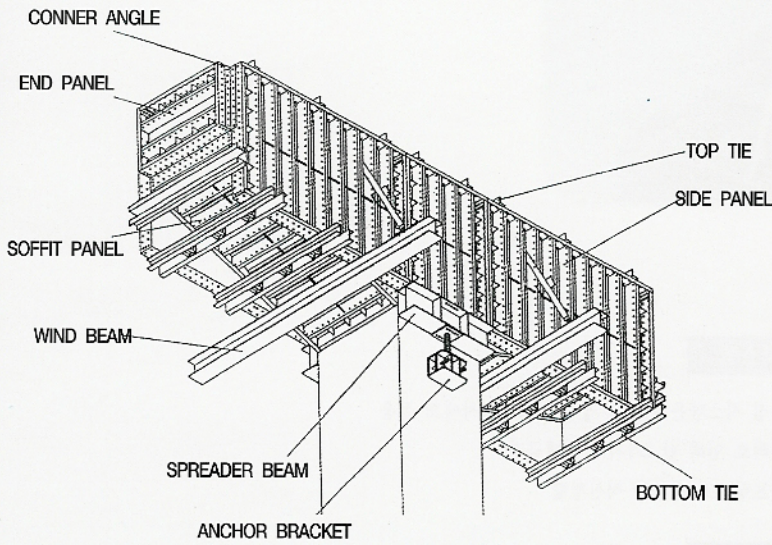 CONNER ANGLE
END PANEL
TOP TIE
SIDE PANEL
SOFFIT PANEL
WIND BEAM
SPREADER BEAM
BOTTOM TIE
ANCHOR BRACKET